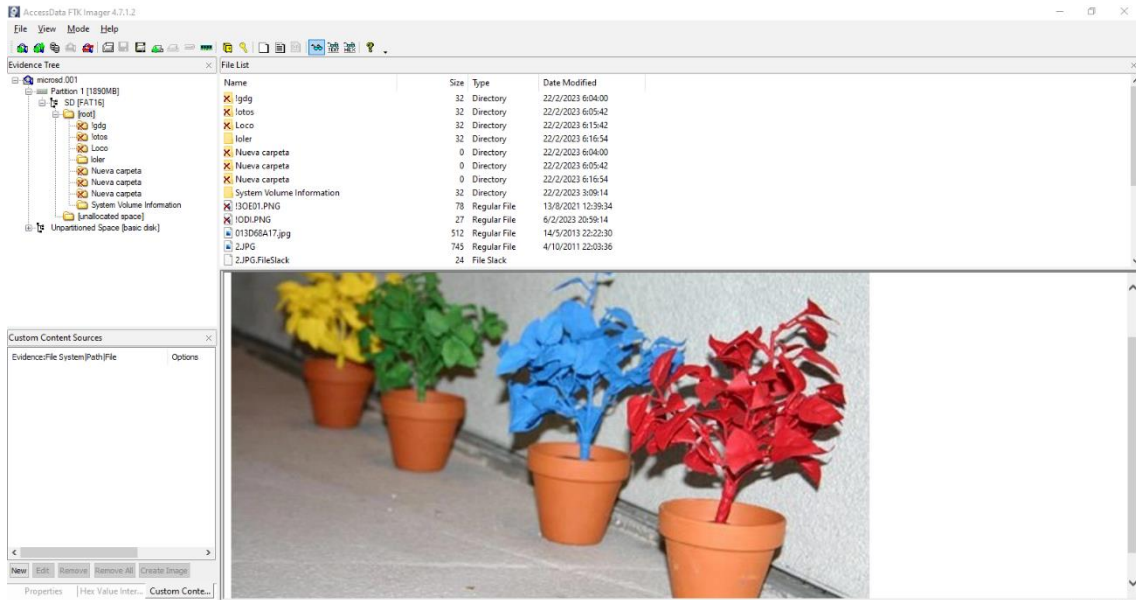 AccessData FTK Imager 4.7.1.2
File View Mode Help
Evidence Tree
microsd.001
Partition 1 [1890MB]
SD [FAT16]
[root]
!gdg
!otos
Loco
loler
Nueva carpeta
Nueva carpeta
Nueva carpeta
System Volume Information
[unallocated space]
Unpartitioned Space [basic disk]
File List
Name Size Type Date Modified
!gdg 32 Directory 22/2/2023 6:04:00
!otos 32 Directory 22/2/2023 6:05:42
Loco 32 Directory 22/2/2023 6:15:42
loler 32 Directory 22/2/2023 6:16:54
Nueva carpeta 0 Directory 22/2/2023 6:04:00
Nueva carpeta 0 Directory 22/2/2023 6:05:42
Nueva carpeta 0 Directory 22/2/2023 6:16:54
System Volume Information 32 Directory 22/2/2023 3:09:14
!3OE01.PNG 78 Regular File 13/8/2021 12:39:34
!ODI.PNG 27 Regular File 6/2/2023 20:59:14
013D68A17.jpg 512 Regular File 14/5/2013 22:22:30
2.JPG 745 Regular File 4/10/2011 22:03:36
2.JPG.FileSlack 24 File Slack
Custom Content Sources
Evidence:File System|Path|File Options
New Edit Remove Remove All Create Image
Properties Hex Value Inter... Custom Conte...